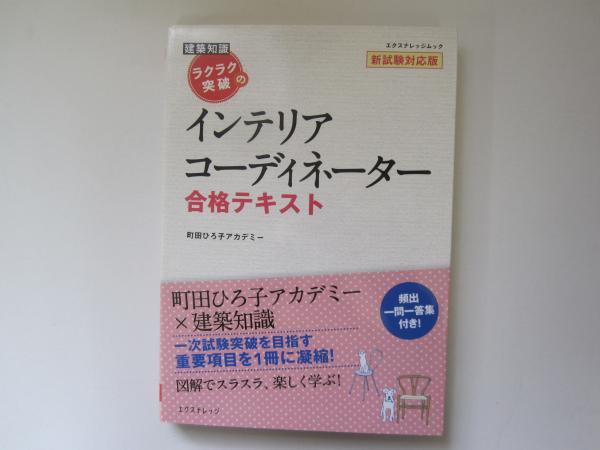 エクスナレッジムック
新試験対応版
建築知識
ラクラク
突破の
インテリア
コーディネーター
合格テキスト
町田ひろ子アカデミー
町田ひろ子アカデミー
×建築知識
一次試験突破を目指す
重要項目を1冊に凝縮!
図解でスラスラ、楽しく学ぶ!
頻出
一問一答集
付き!
エクスナレッジ